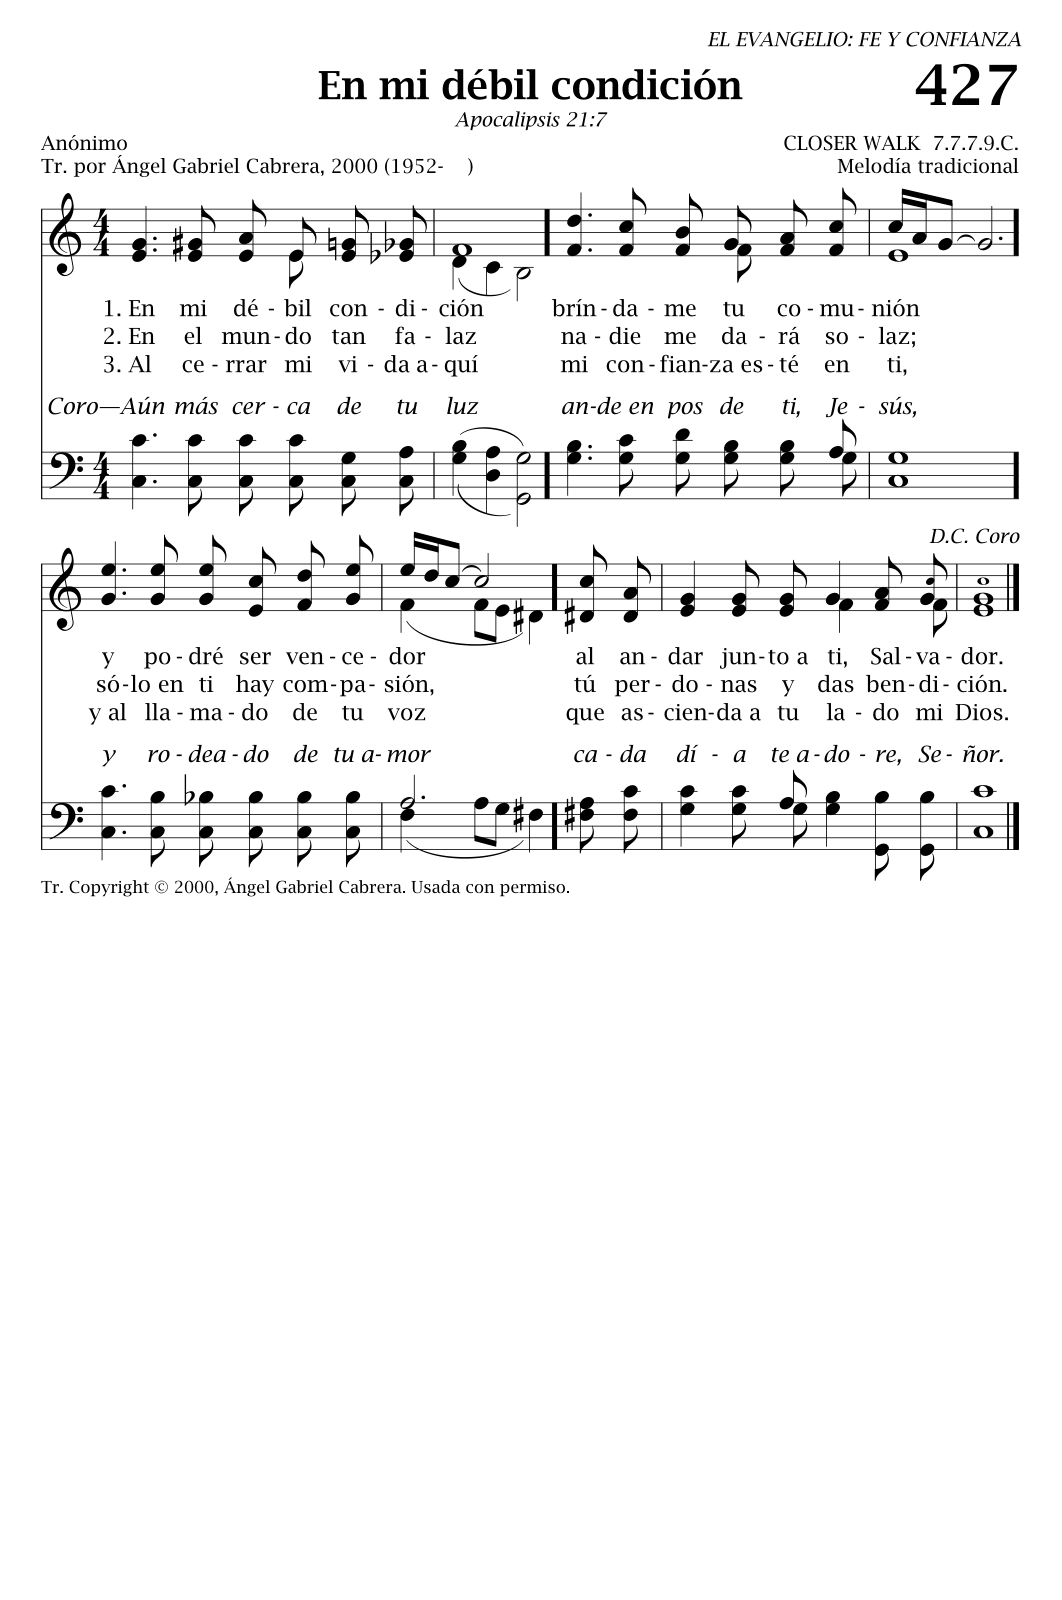 EL EVANGELIO: FE Y CONFIANZA
En mi débil condición 427
Apocalipsis 21:7
Anónimo CLOSER WALK 7.7.7.9.C.
Tr. por Ángel Gabriel Cabrera, 2000 (1952- ) Melodía tradicional
1. En mi dé - bil con - di - ción brín - da - me tu co - mu - nión
2. En el mun - do tan fa - laz na - die me da - rá so - laz;
3. Al ce - rrar mi vi - da a - quí mi con - fian - za es - té en ti,
Coro—Aún más cer - ca de tu luz an - de en pos de ti, Je - sús,
D.C. Coro
y po - dré ser ven - ce - dor al an - dar jun - to a ti, Sal - va - dor.
só - lo en ti hay com - pa - sión, tú per - do - nas y das ben - di - ción.
y al lla - ma - do de tu voz que as - cien - da a tu la - do mi Dios.
y ro - dea - do de tu a - mor ca - da dí - a te a - do - re, Se - ñor.
Tr. Copyright © 2000, Ángel Gabriel Cabrera. Usada con permiso.